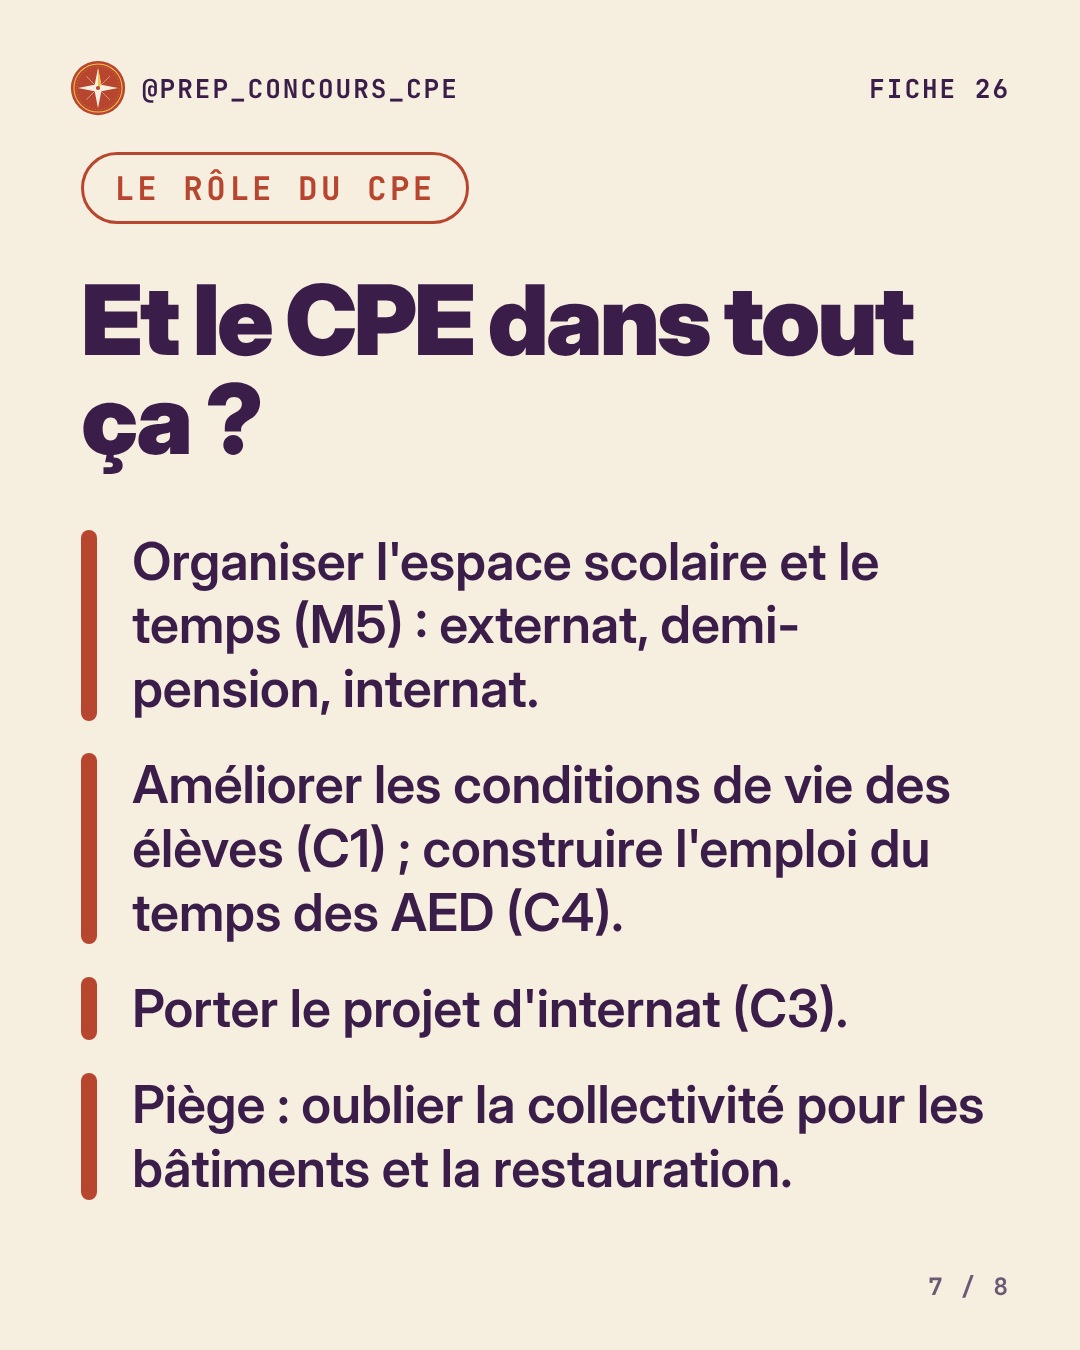 @PREP_CONCOURS_CPE
FICHE 26
LE RÔLE DU CPE
Et le CPE dans tout
ça ?
Organiser l'espace scolaire et le
temps (M5) : externat, demi-
pension, internat.
Améliorer les conditions de vie des
élèves (C1) ; construire l'emploi du
temps des AED (C4).
Porter le projet d'internat (C3).
Piège : oublier la collectivité pour les
bâtiments et la restauration.
7 / 8